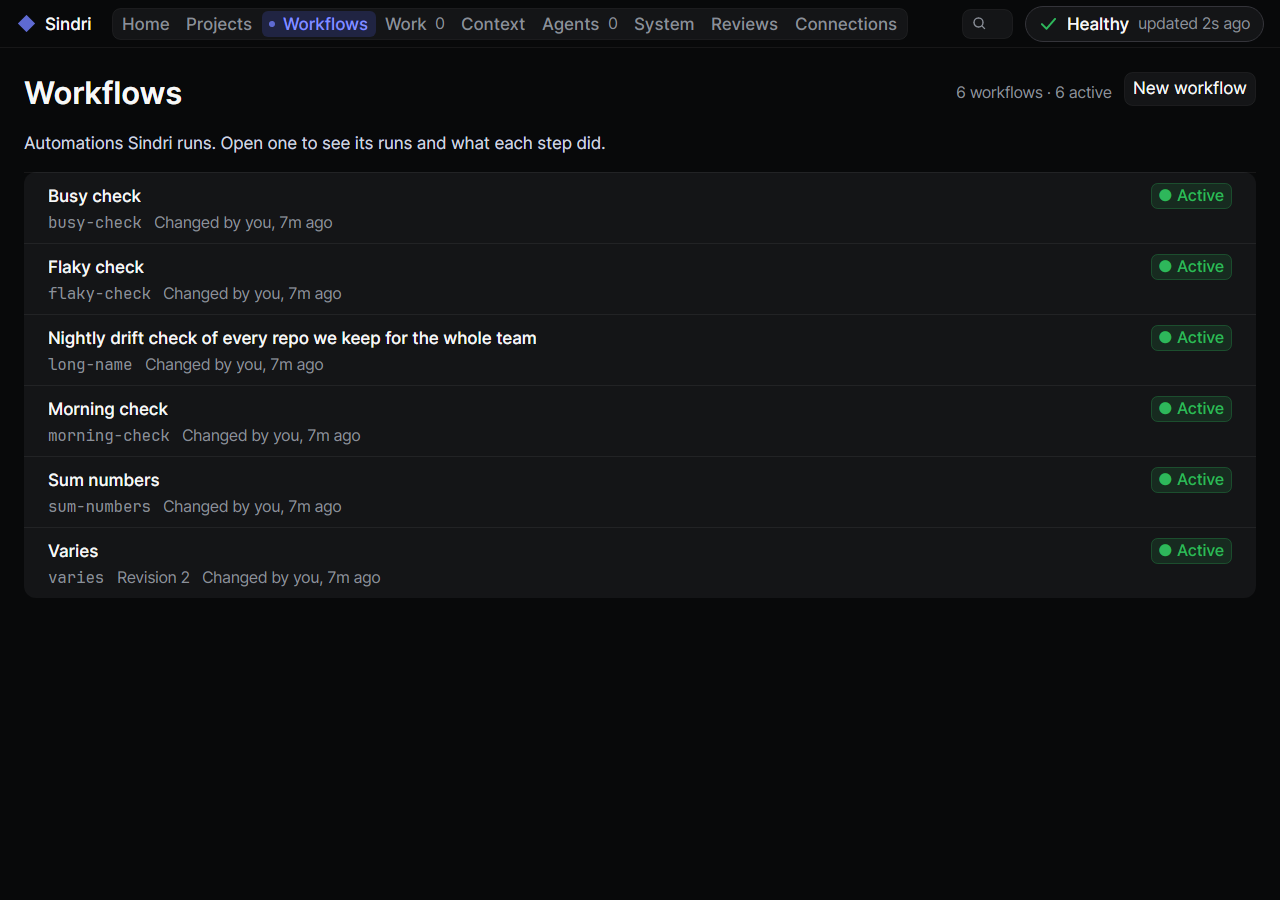 Sindri Home Projects Workflows Work 0 Context Agents 0 System Reviews Connections Healthy updated 2s ago
Workflows
6 workflows · 6 active New workflow
Automations Sindri runs. Open one to see its runs and what each step did.
Busy check Active
busy-check Changed by you, 7m ago
Flaky check Active
flaky-check Changed by you, 7m ago
Nightly drift check of every repo we keep for the whole team Active
long-name Changed by you, 7m ago
Morning check Active
morning-check Changed by you, 7m ago
Sum numbers Active
sum-numbers Changed by you, 7m ago
Varies Active
varies Revision 2 Changed by you, 7m ago